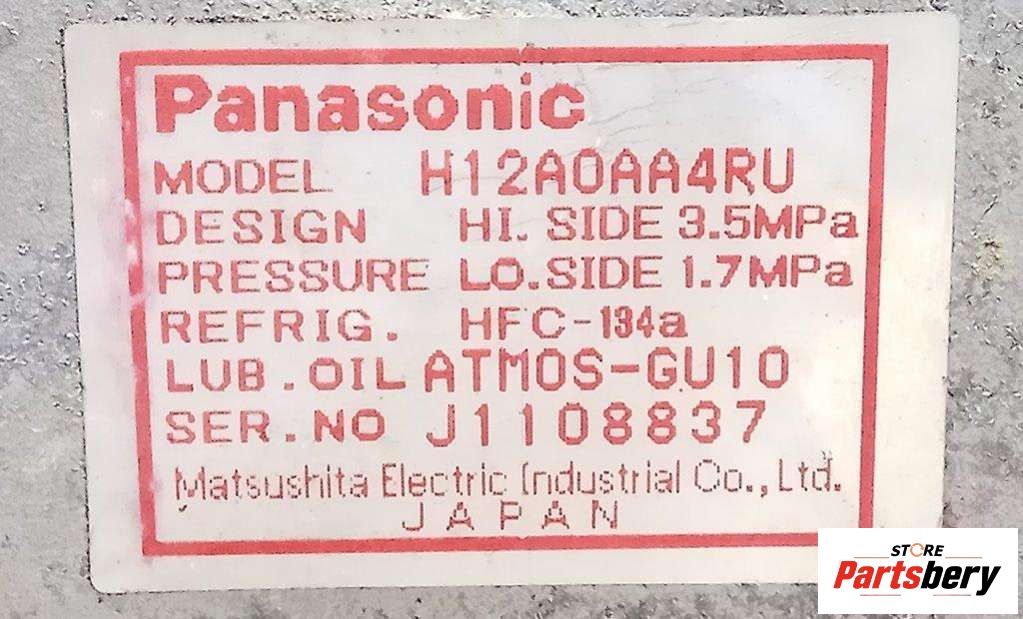 Panasonic
MODEL H12A0AA4RU
DESIGN HI. SIDE 3.5MPa
PRESSURE LO.SIDE 1.7MPa
REFRIG. HFC-134a
LUB.OIL ATMOS-GU10
SER.NO J1108837
Matsushita Electric Industrial Co., Ltd.
JAPAN
STORE
Partsbery